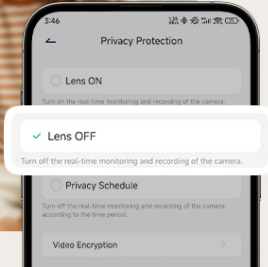 3:46
Privacy Protection
Lens ON
Turn on the real-time monitoring and recording of the camera.
Lens OFF
Turn off the real-time monitoring and recording of the camera.
Privacy Schedule
Turn off the real-time monitoring and recording of the camera
according to the time period.
Video Encryption